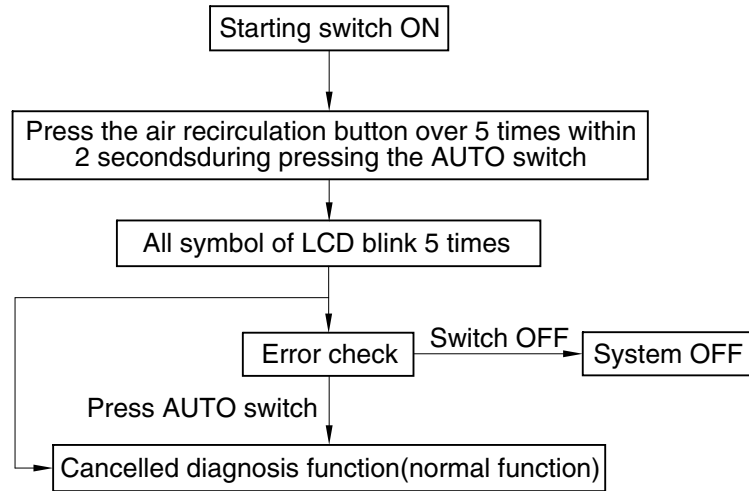 Starting switch ON
Press the air recirculation button over 5 times within
2 secondsduring pressing the AUTO switch
All symbol of LCD blink 5 times
Error check
Switch OFF
System OFF
Press AUTO switch
Cancelled diagnosis function(normal function)